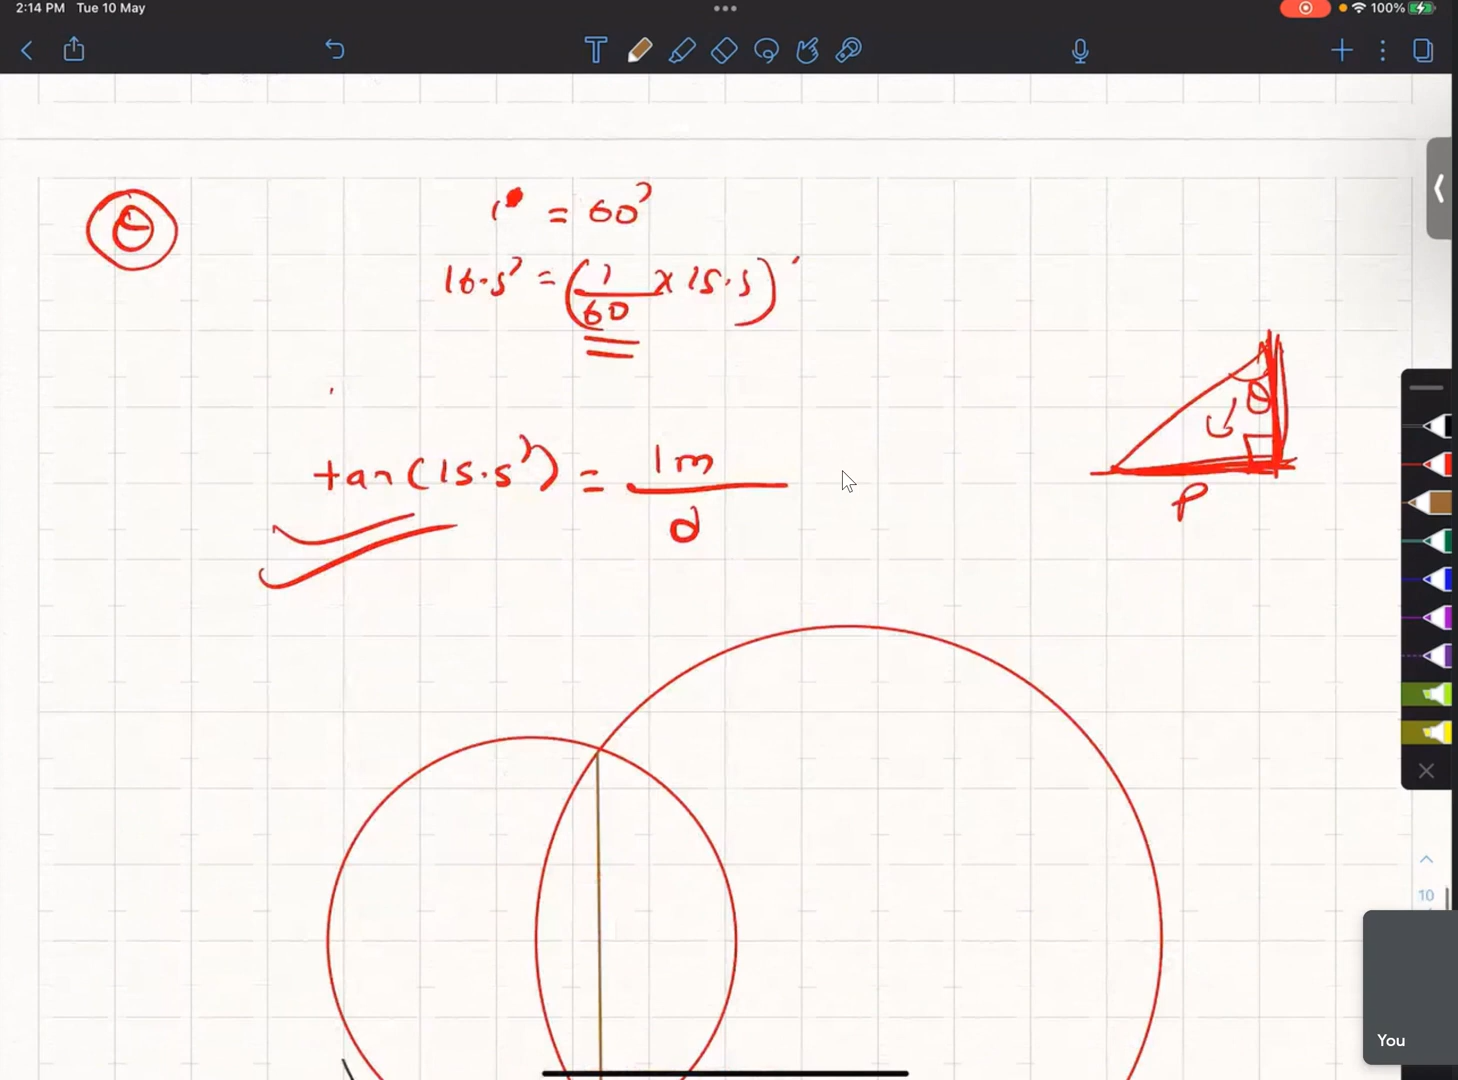 2:14 PM Tue 10 May
100%
θ
1° = 60'
16.5' = (1/60 × 15.5)°
tan(15.5') = 1m/d
θ
P
10
You